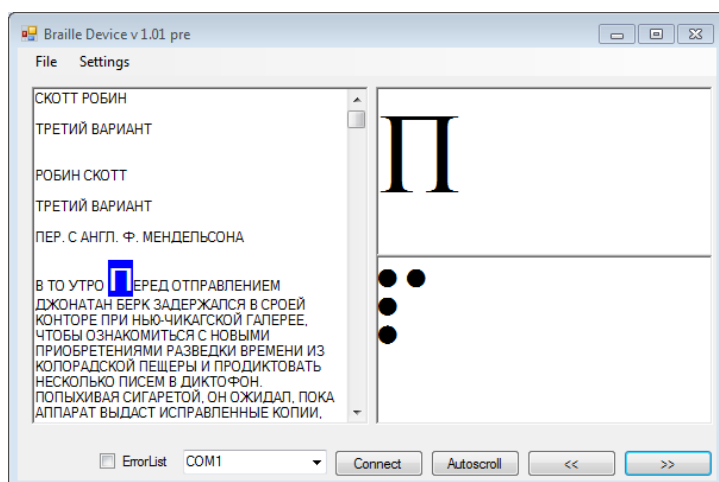 Braille Device v 1.01 pre
File Settings
СКОТТ РОБИН
ТРЕТИЙ ВАРИАНТ
РОБИН СКОТТ
ТРЕТИЙ ВАРИАНТ
ПЕР. С АНГЛ. Ф. МЕНДЕЛЬСОНА
В ТО УТРО ПЕРЕД ОТПРАВЛЕНИЕМ
ДЖОНАТАН БЕРК ЗАДЕРЖАЛСЯ В СРОЕЙ
КОНТОРЕ ПРИ НЬЮ-ЧИКАГСКОЙ ГАЛЕРЕЕ,
ЧТОБЫ ОЗНАКОМИТЬСЯ С НОВЫМИ
ПРИОБРЕТЕНИЯМИ РАЗВЕДКИ ВРЕМЕНИ ИЗ
КОЛОРАДСКОЙ ПЕЩЕРЫ И ПРОДИКТОВАТЬ
НЕСКОЛЬКО ПИСЕМ В ДИКТОФОН.
ПОПЫХИВАЯ СИГАРЕТОЙ, ОН ОЖИДАЛ, ПОКА
АППАРАТ ВЫДАСТ ИСПРАВЛЕННЫЕ КОПИИ,
П
ErrorList COM1 Connect Autoscroll << >>